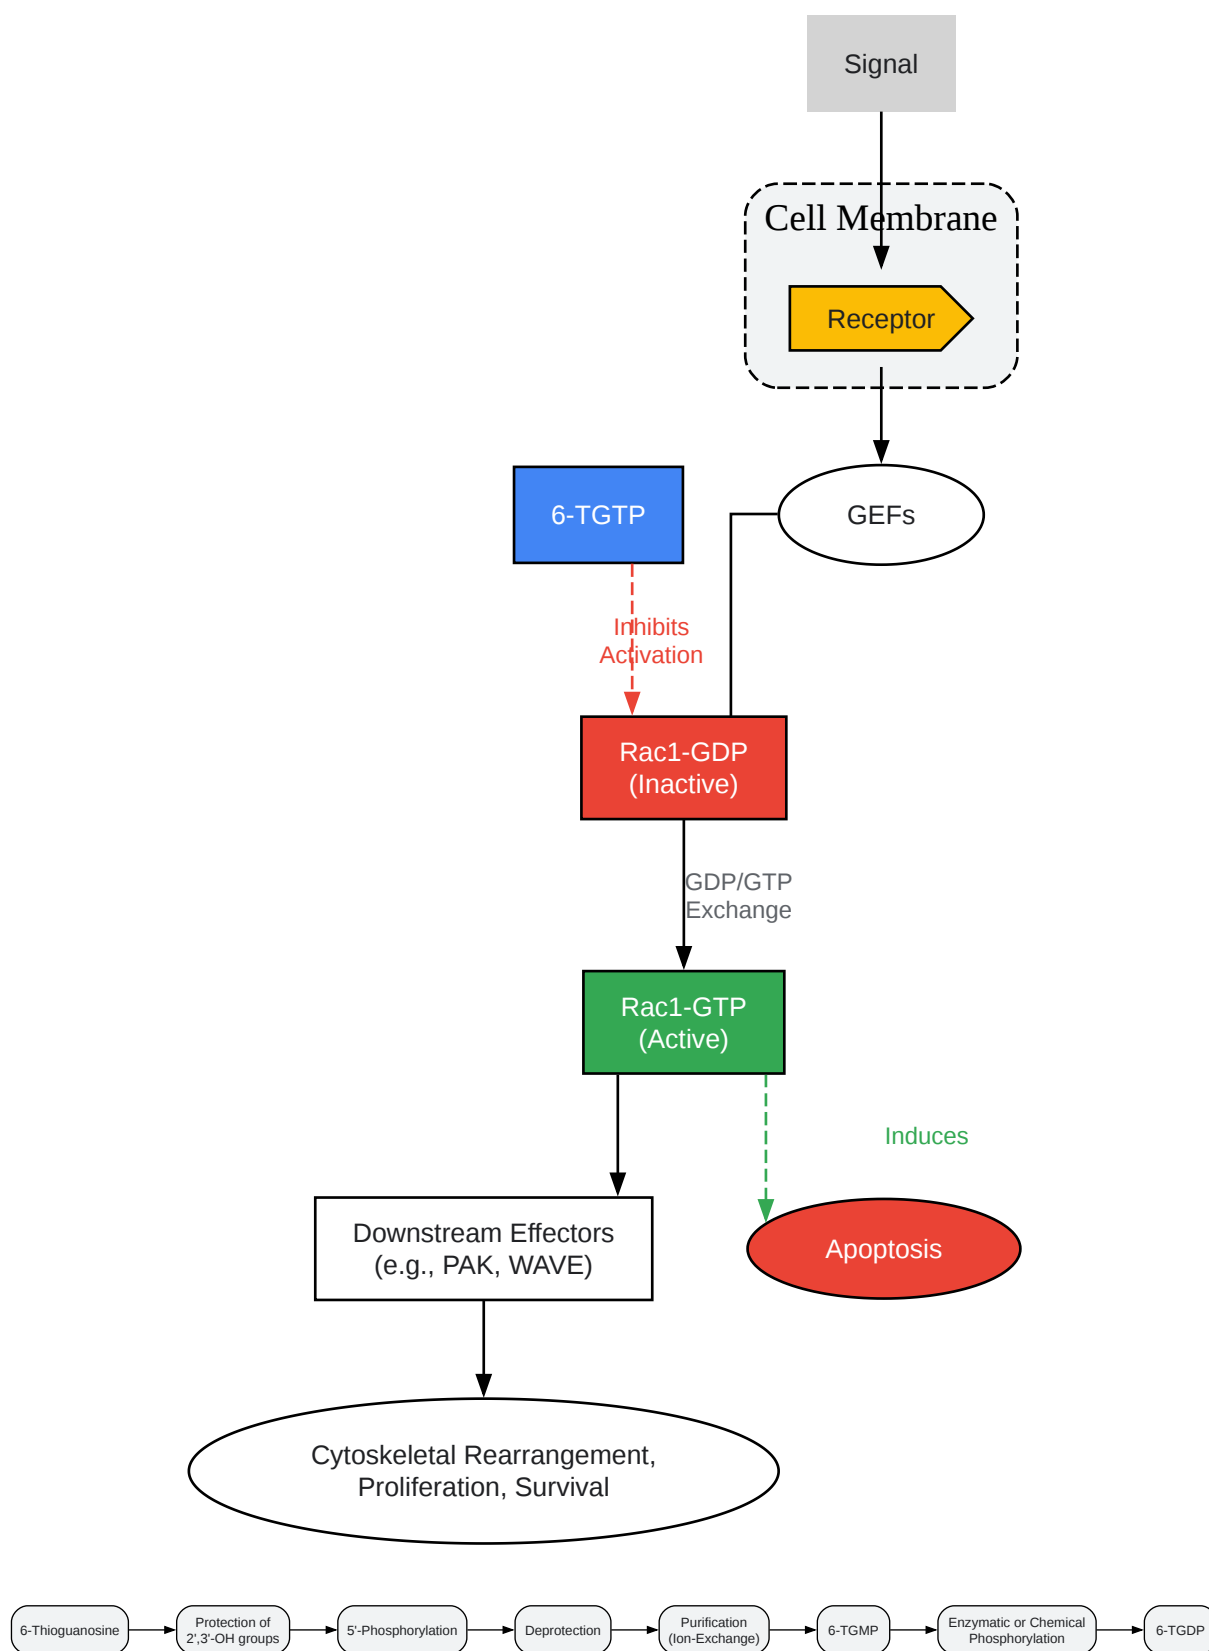 Signal
Cell Membrane
Receptor
6-TGTP
GEFs
Inhibits
Activation
Rac1-GDP
(Inactive)
GDP/GTP
Exchange
Rac1-GTP
(Active)
Induces
Downstream Effectors
(e.g., PAK, WAVE)
Apoptosis
Cytoskeletal Rearrangement,
Proliferation, Survival
6-Thioguanosine
Protection of
2',3'-OH groups
5'-Phosphorylation
Deprotection
Purification
(Ion-Exchange)
6-TGMP
Enzymatic or Chemical
Phosphorylation
6-TGDP